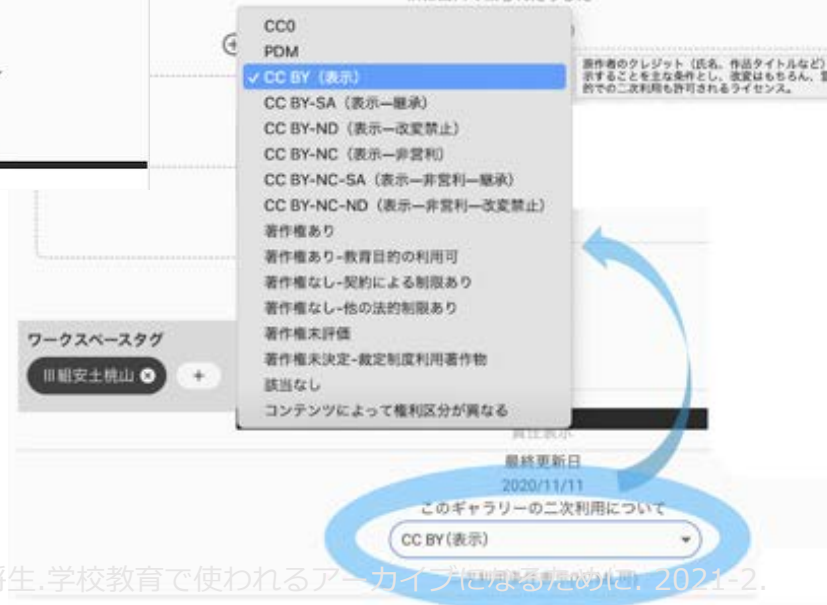 CC0
PDM
✓ CC BY（表示）
CC BY-SA（表示—継承）
CC BY-ND（表示—改変禁止）
CC BY-NC（表示—非営利）
CC BY-NC-SA（表示—非営利—継承）
CC BY-NC-ND（表示—非営利—改変禁止）
著作権あり
著作権あり-教育目的の利用可
著作権なし-契約による制限あり
著作権なし-他の法的制限あり
著作権未評価
著作権未決定-裁定制度利用著作物
該当なし
コンテンツによって権利区分が異なる
原作者のクレジット（氏名、作品タイトルなど）
示することを主な条件とし、改変はもちろん、
的での二次利用も許可されるライセンス。
ワークスペースタグ
III組安土桃山
+
責任表示
最終更新日
2020/11/11
このギャラリーの二次利用について
CC BY(表示)
生.学校教育で使われるアーカイブになるために. 2021-2.